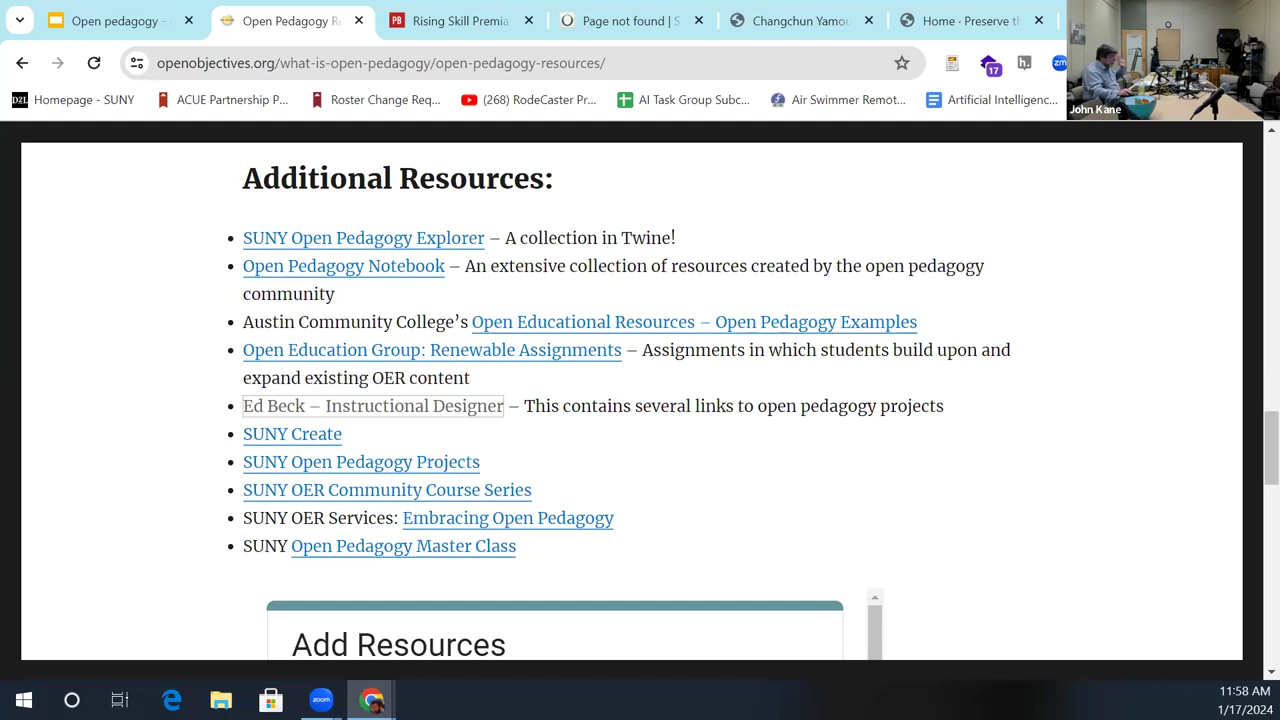 Open pedagogy -
Open Pedagogy R
Rising Skill Premia
Page not found | S
Changchun Yamou
Home · Preserve th
openobjectives.org/what-is-open-pedagogy/open-pedagogy-resources/
17
zm
D2L Homepage - SUNY
ACUE Partnership P...
Roster Change Req...
(268) RodeCaster Pr...
AI Task Group Subc...
Air Swimmer Remot...
Artificial Intelligenc...
John Kane
Additional Resources:
• SUNY Open Pedagogy Explorer – A collection in Twine!
• Open Pedagogy Notebook – An extensive collection of resources created by the open pedagogy
community
• Austin Community College’s Open Educational Resources – Open Pedagogy Examples
• Open Education Group: Renewable Assignments – Assignments in which students build upon and
expand existing OER content
• Ed Beck – Instructional Designer – This contains several links to open pedagogy projects
• SUNY Create
• SUNY Open Pedagogy Projects
• SUNY OER Community Course Series
• SUNY OER Services: Embracing Open Pedagogy
• SUNY Open Pedagogy Master Class
Add Resources
zoom
11:58 AM
1/17/2024